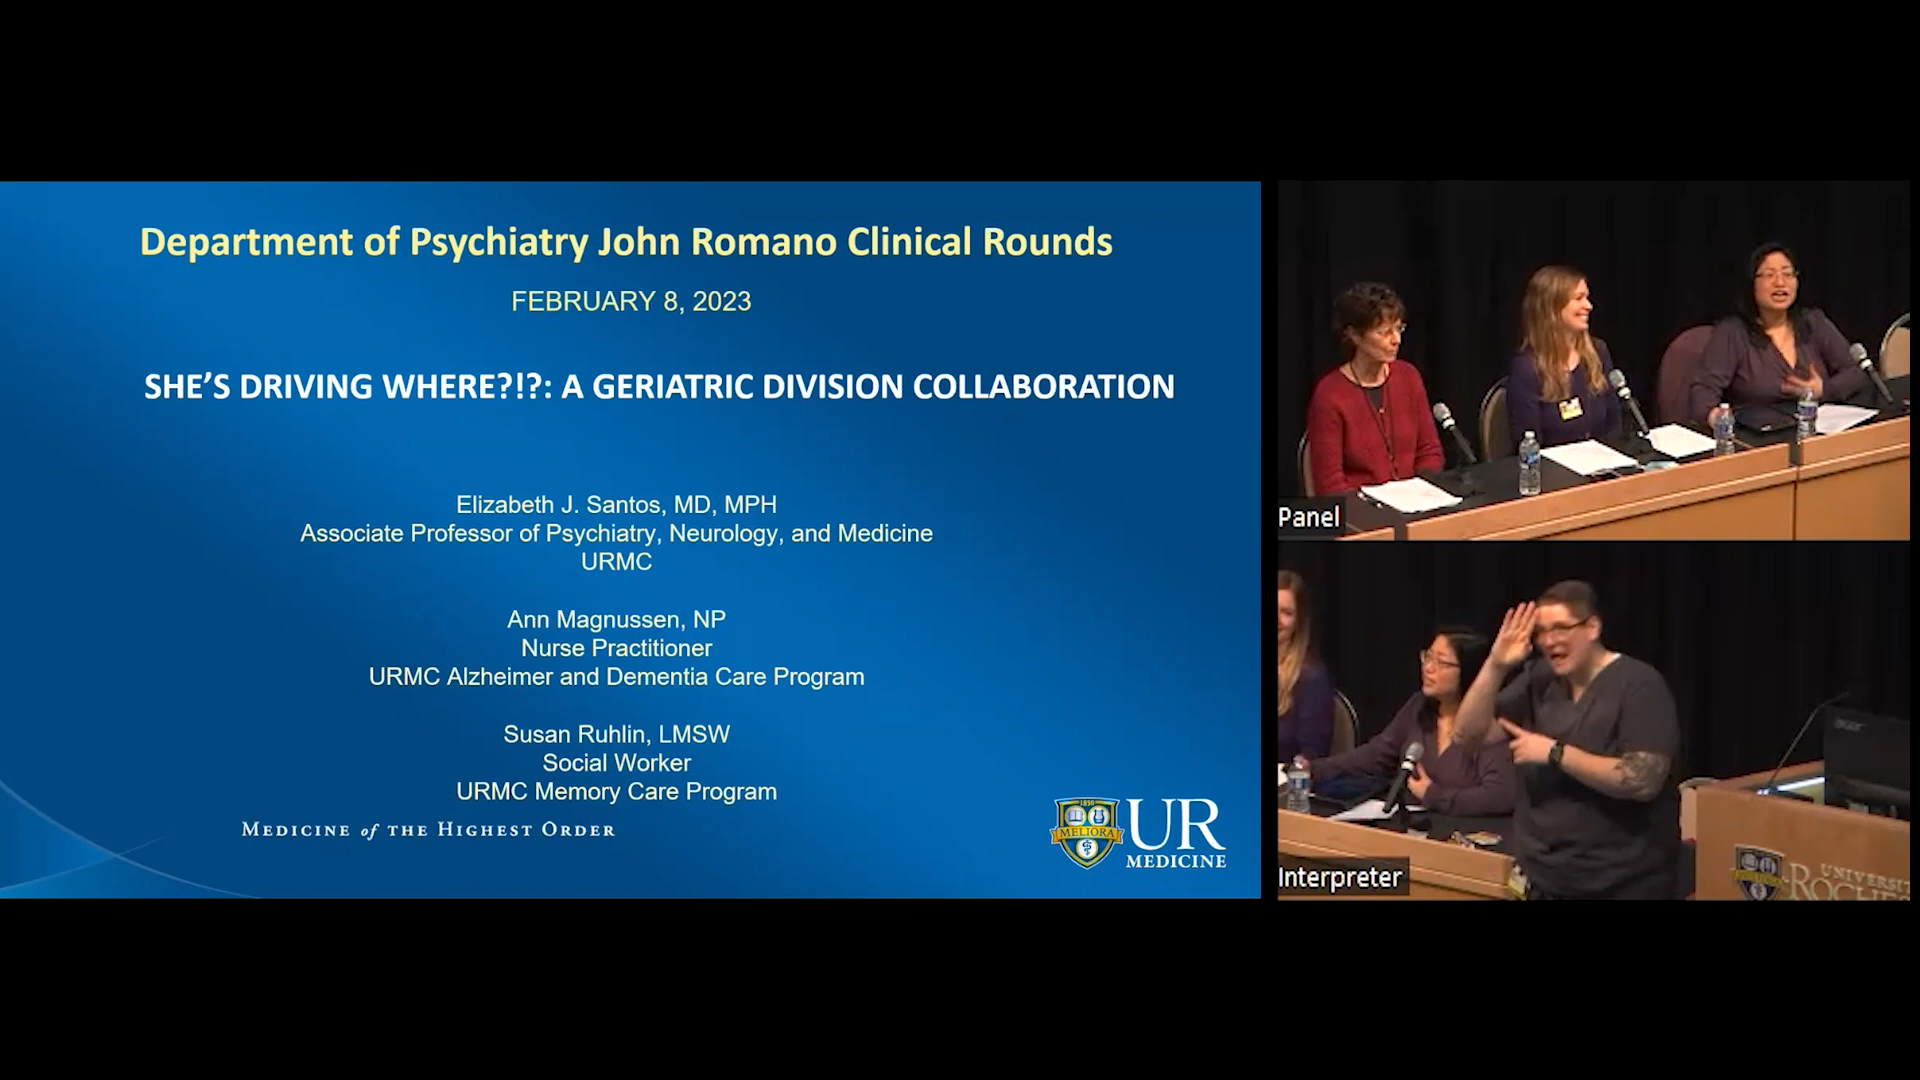 Department of Psychiatry John Romano Clinical Rounds
FEBRUARY 8, 2023
SHE’S DRIVING WHERE?!?: A GERIATRIC DIVISION COLLABORATION
Elizabeth J. Santos, MD, MPH
Associate Professor of Psychiatry, Neurology, and Medicine
URMC
Ann Magnussen, NP
Nurse Practitioner
URMC Alzheimer and Dementia Care Program
Susan Ruhlin, LMSW
Social Worker
URMC Memory Care Program
MEDICINE of THE HIGHEST ORDER
1850
MELIORA
UR
MEDICINE
Panel
Interpreter
UNIVERSI
ROCHES